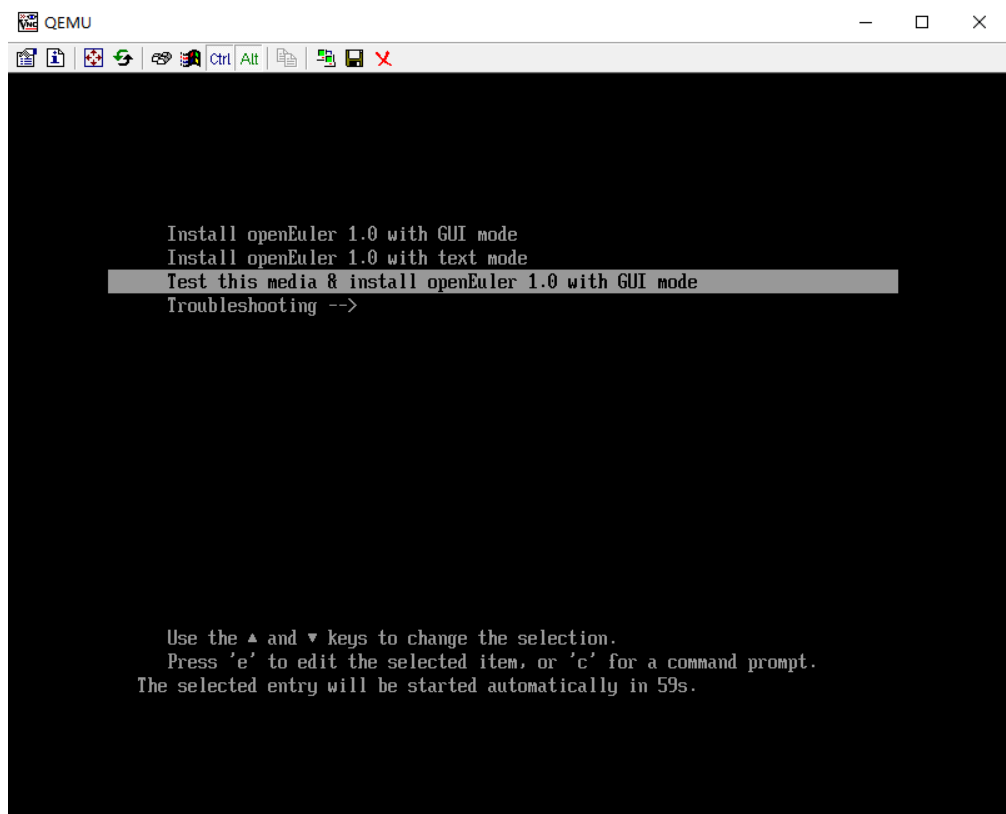 QEMU
Ctrl Alt
Install openEuler 1.0 with GUI mode
Install openEuler 1.0 with text mode
Test this media & install openEuler 1.0 with GUI mode
Troubleshooting -->
Use the ▲ and ▼ keys to change the selection.
Press 'e' to edit the selected item, or 'c' for a command prompt.
The selected entry will be started automatically in 59s.